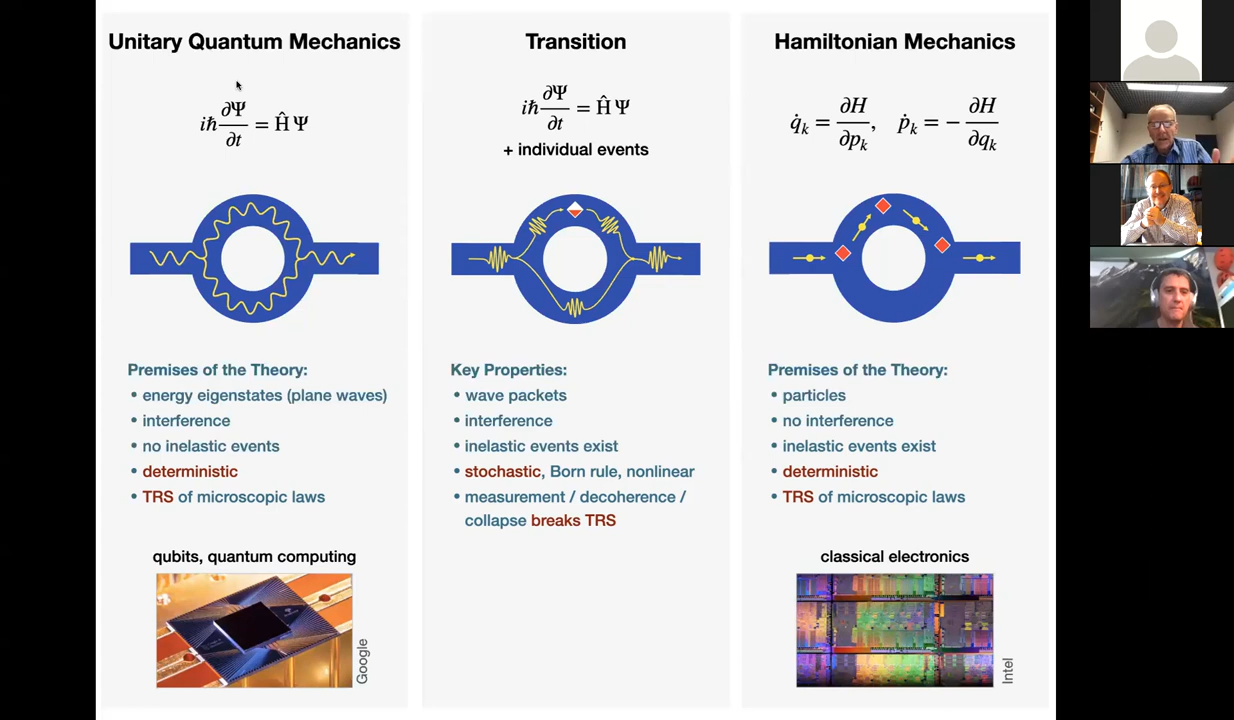 Unitary Quantum Mechanics
iħ ∂Ψ/∂t = Ĥ Ψ
Premises of the Theory:
• energy eigenstates (plane waves)
• interference
• no inelastic events
• deterministic
• TRS of microscopic laws
qubits, quantum computing
Google
Transition
iħ ∂Ψ/∂t = Ĥ Ψ
+ individual events
Key Properties:
• wave packets
• interference
• inelastic events exist
• stochastic, Born rule, nonlinear
• measurement / decoherence /
collapse breaks TRS
Hamiltonian Mechanics
q̇ₖ = ∂H/∂pₖ, ṗₖ = − ∂H/∂qₖ
Premises of the Theory:
• particles
• no interference
• inelastic events exist
• deterministic
• TRS of microscopic laws
classical electronics
Intel